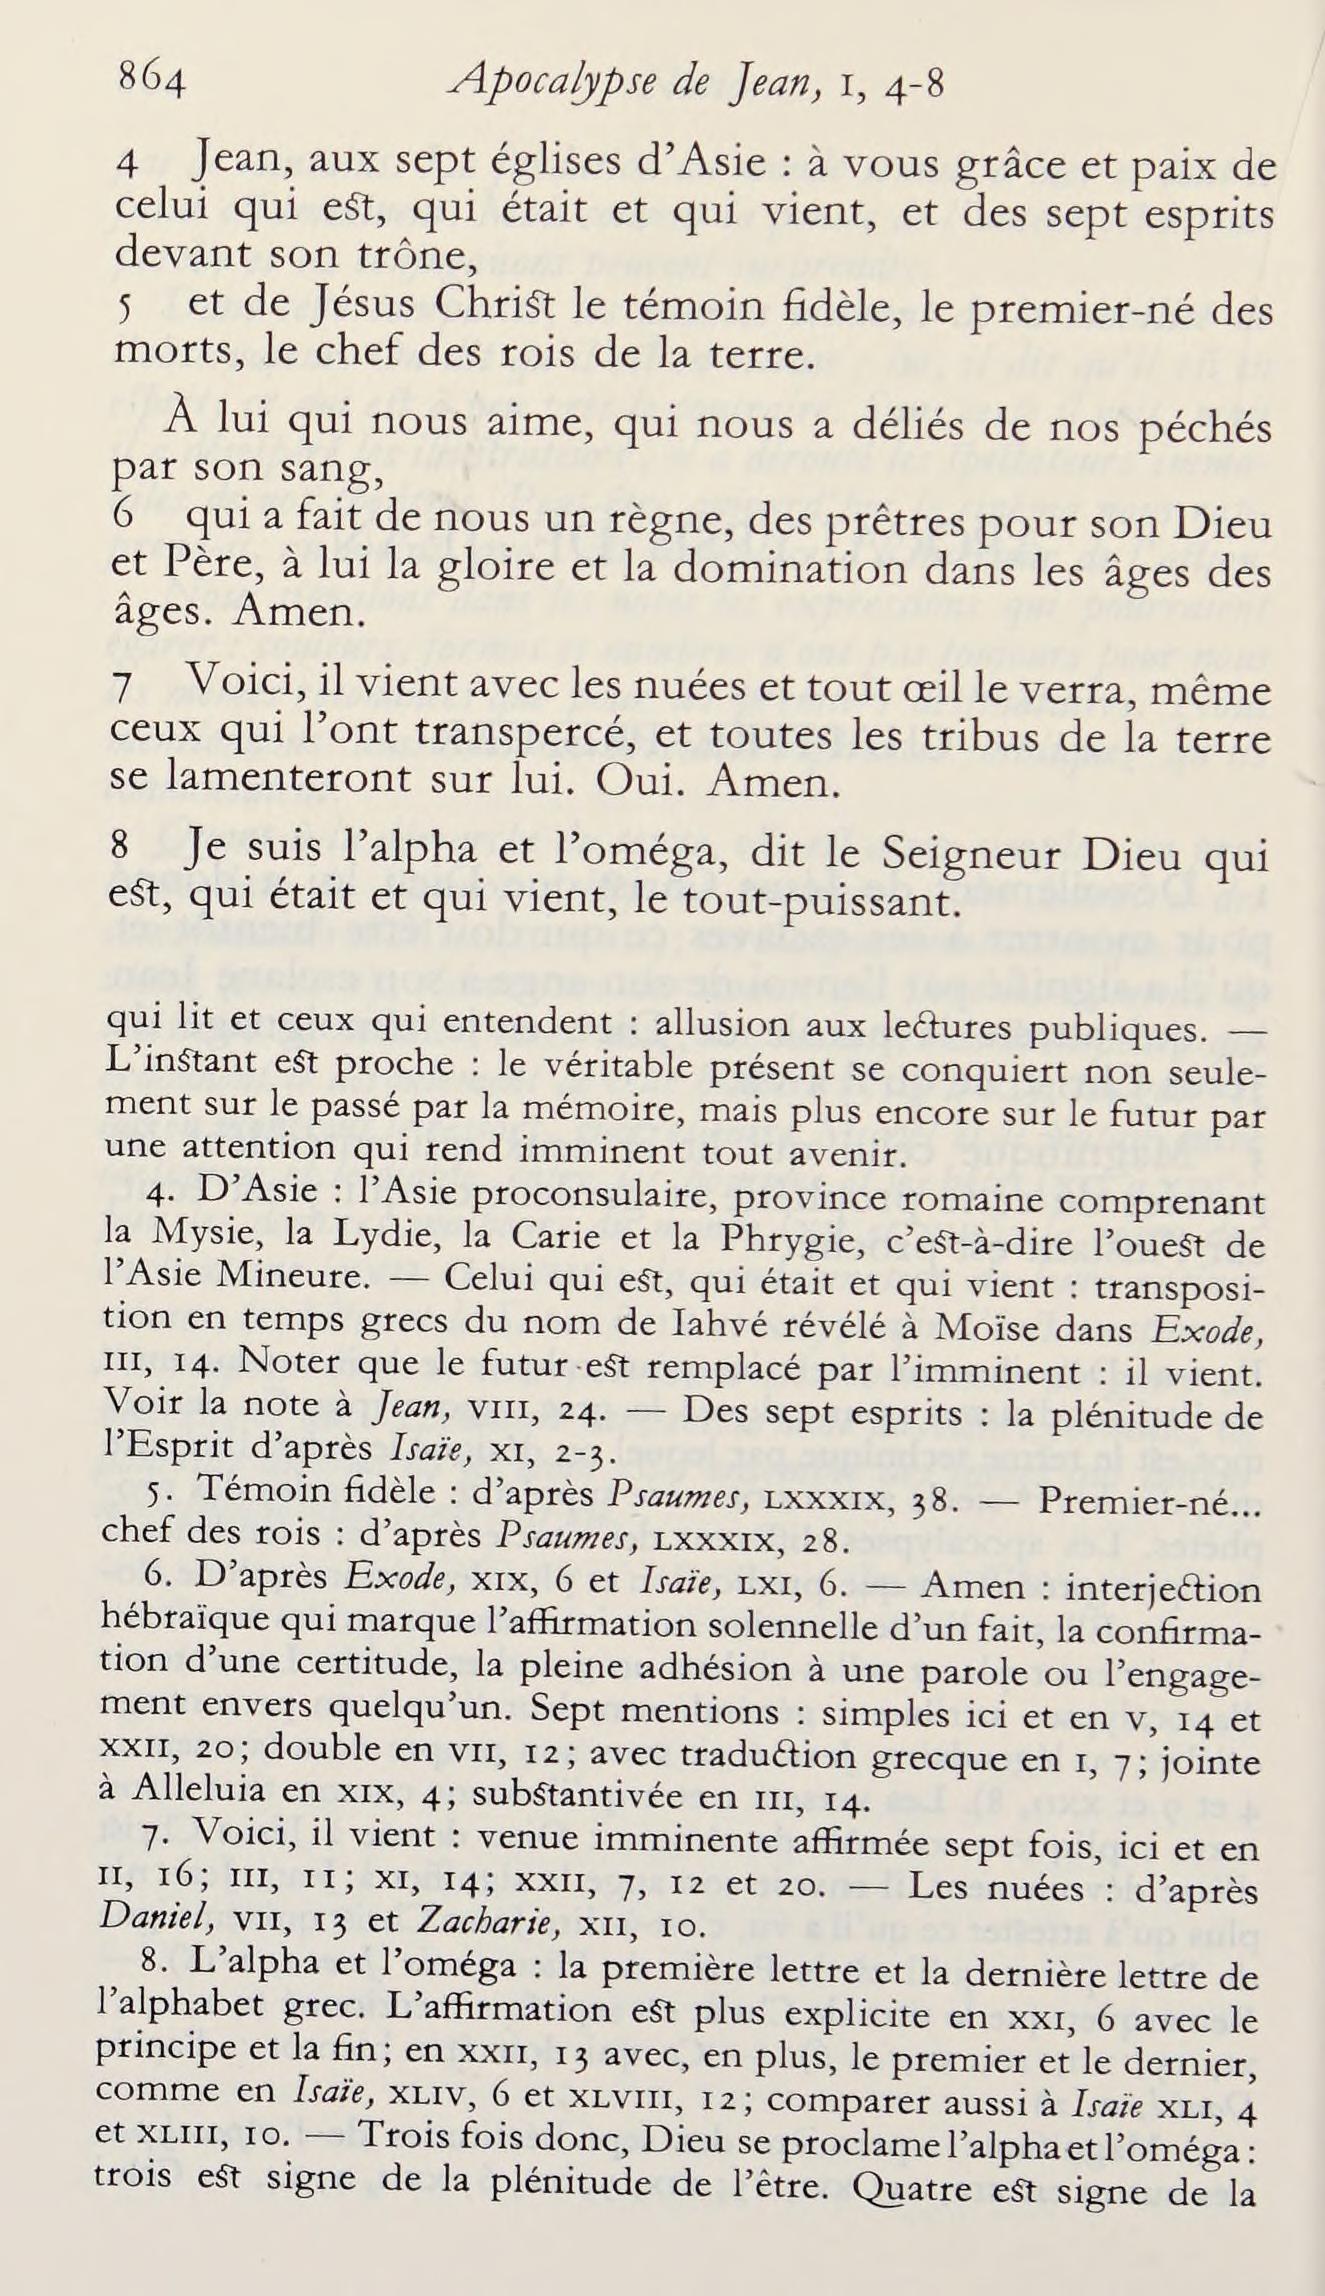 864 Apocalypse de Jean, I, 4-8
4 Jean, aux sept églises d’Asie : à vous grâce et paix de
celui qui est, qui était et qui vient, et des sept esprits
devant son trône,
5 et de Jésus Christ le témoin fidèle, le premier-né des
morts, le chef des rois de la terre.
À lui qui nous aime, qui nous a déliés de nos péchés
par son sang,
6 qui a fait de nous un règne, des prêtres pour son Dieu
et Père, à lui la gloire et la domination dans les âges des
âges. Amen.
7 Voici, il vient avec les nuées et tout œil le verra, même
ceux qui l’ont transpercé, et toutes les tribus de la terre
se lamenteront sur lui. Oui. Amen.
8 Je suis l’alpha et l’oméga, dit le Seigneur Dieu qui
est, qui était et qui vient, le tout-puissant.
qui lit et ceux qui entendent : allusion aux lectures publiques. —
L’instant est proche : le véritable présent se conquiert non seule-
ment sur le passé par la mémoire, mais plus encore sur le futur par
une attention qui rend imminent tout avenir.
4. D’Asie : l’Asie proconsulaire, province romaine comprenant
la Mysie, la Lydie, la Carie et la Phrygie, c’est-à-dire l’ouest de
l’Asie Mineure. — Celui qui est, qui était et qui vient : transposi-
tion en temps grecs du nom de Iahvé révélé à Moïse dans Exode,
III, 14. Noter que le futur est remplacé par l’imminent : il vient.
Voir la note à Jean, VIII, 24. — Des sept esprits : la plénitude de
l’Esprit d’après Isaïe, XI, 2-3.
5. Témoin fidèle : d’après Psaumes, LXXXIX, 38. — Premier-né...
chef des rois : d’après Psaumes, LXXXIX, 28.
6. D’après Exode, XIX, 6 et Isaïe, LXI, 6. — Amen : interjection
hébraïque qui marque l’affirmation solennelle d’un fait, la confirma-
tion d’une certitude, la pleine adhésion à une parole ou l’engage-
ment envers quelqu’un. Sept mentions : simples ici et en V, 14 et
XXII, 20; double en VII, 12; avec traduction grecque en I, 7; jointe
à Alleluia en XIX, 4; substantivée en III, 14.
7. Voici, il vient : venue imminente affirmée sept fois, ici et en
II, 16; III, 11; XI, 14; XXII, 7, 12 et 20. — Les nuées : d’après
Daniel, VII, 13 et Zacharie, XII, 10.
8. L’alpha et l’oméga : la première lettre et la dernière lettre de
l’alphabet grec. L’affirmation est plus explicite en XXI, 6 avec le
principe et la fin; en XXII, 13 avec, en plus, le premier et le dernier,
comme en Isaïe, XLIV, 6 et XLVIII, 12; comparer aussi à Isaïe XLI, 4
et XLIII, 10. — Trois fois donc, Dieu se proclame l’alpha et l’oméga :
trois est signe de la plénitude de l’être. Quatre est signe de la